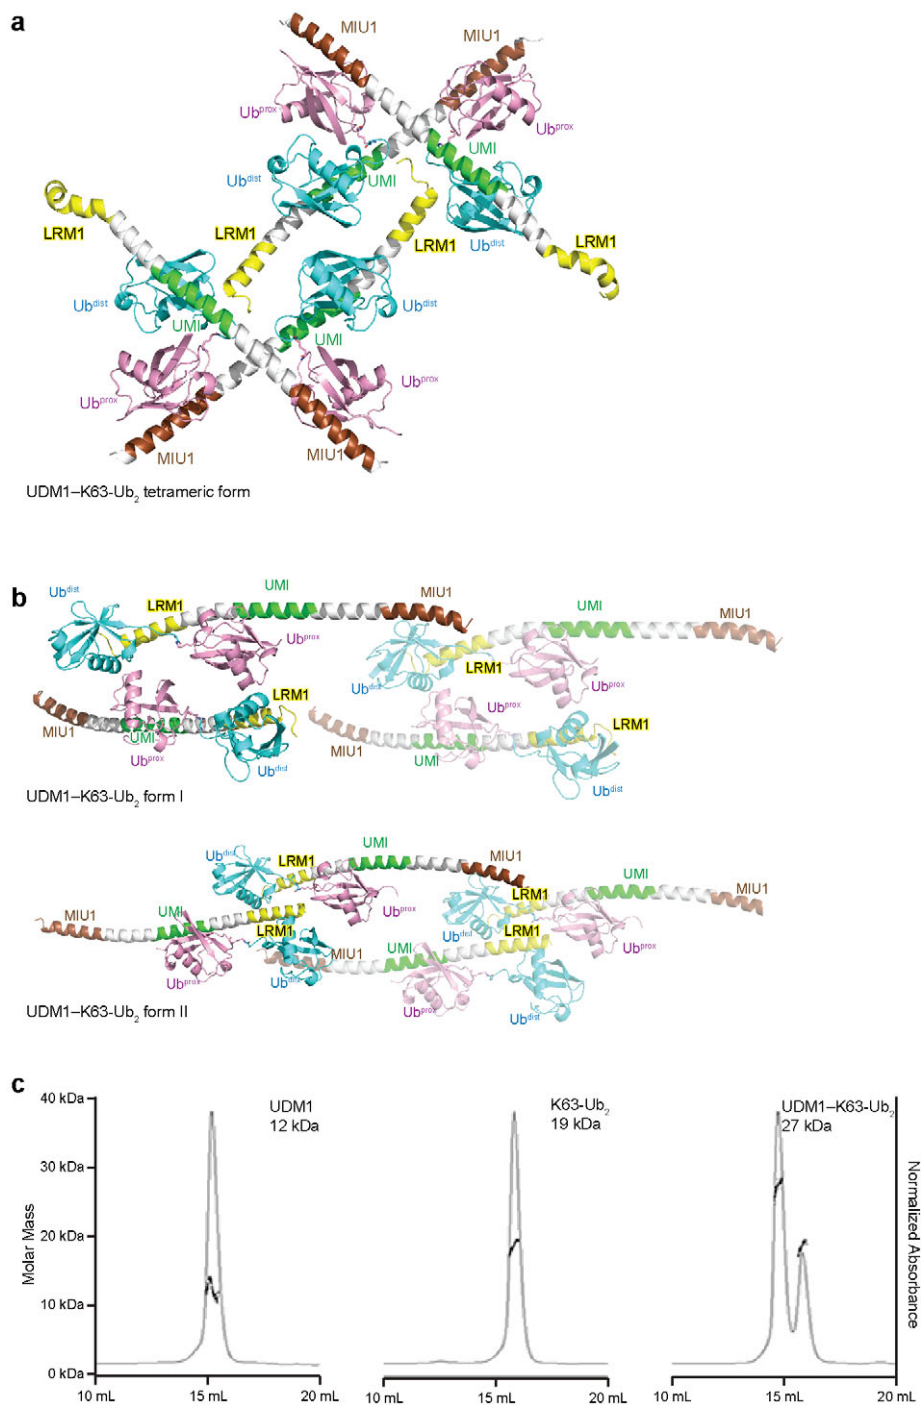 a
MIU1
MIU1
Ubprox
Ubprox
UMI
Ubdist
UMI
LRM1
LRM1
LRM1
LRM1
Ubdist
Ubdist
Ubdist
UMI
UMI
Ubprox
Ubprox
MIU1
MIU1
UDM1–K63-Ub2 tetrameric form
b
Ubdist
UMI
LRM1
MIU1
UMI
MIU1
Ubprox
LRM1
Ubdist
Ubprox
LRM1
Ubprox
LRM1
MIU1
UMI
Ubprox
MIU1
UMI
Ubdist
Ubdist
UDM1–K63-Ub2 form I
UMI
Ubdist
LRM1
MIU1
UMI
LRM1
MIU1
MIU1
UMI
Ubprox
LRM1
Ubdist
LRM1
UMI
MIU1
Ubprox
Ubprox
Ubdist
Ubprox
Ubdist
UDM1–K63-Ub2 form II
c
40 kDa
30 kDa
20 kDa
10 kDa
0 kDa
Molar Mass
UDM1
12 kDa
K63-Ub2
19 kDa
UDM1–K63-Ub2
27 kDa
Normalized Absorbance
10 mL
15 mL
20 mL
10 mL
15 mL
20 mL
10 mL
15 mL
20 mL